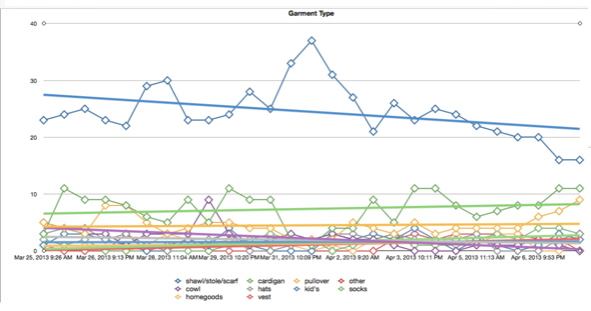 Garment Type
40
30
20
10
0
Mar 25, 2013 9:26 AM Mar 26, 2013 9:13 PM Mar 28, 2013 11:04 AM Mar 29, 2013 10:20 PM Mar 31, 2013 10:09 PM Apr 2, 2013 9:20 AM Apr 3, 2013 10:11 PM Apr 5, 2013 11:13 AM Apr 6, 2013 9:53 PM
shawl/stole/scarf cardigan pullover other
cowl hats kid's socks
homegoods vest